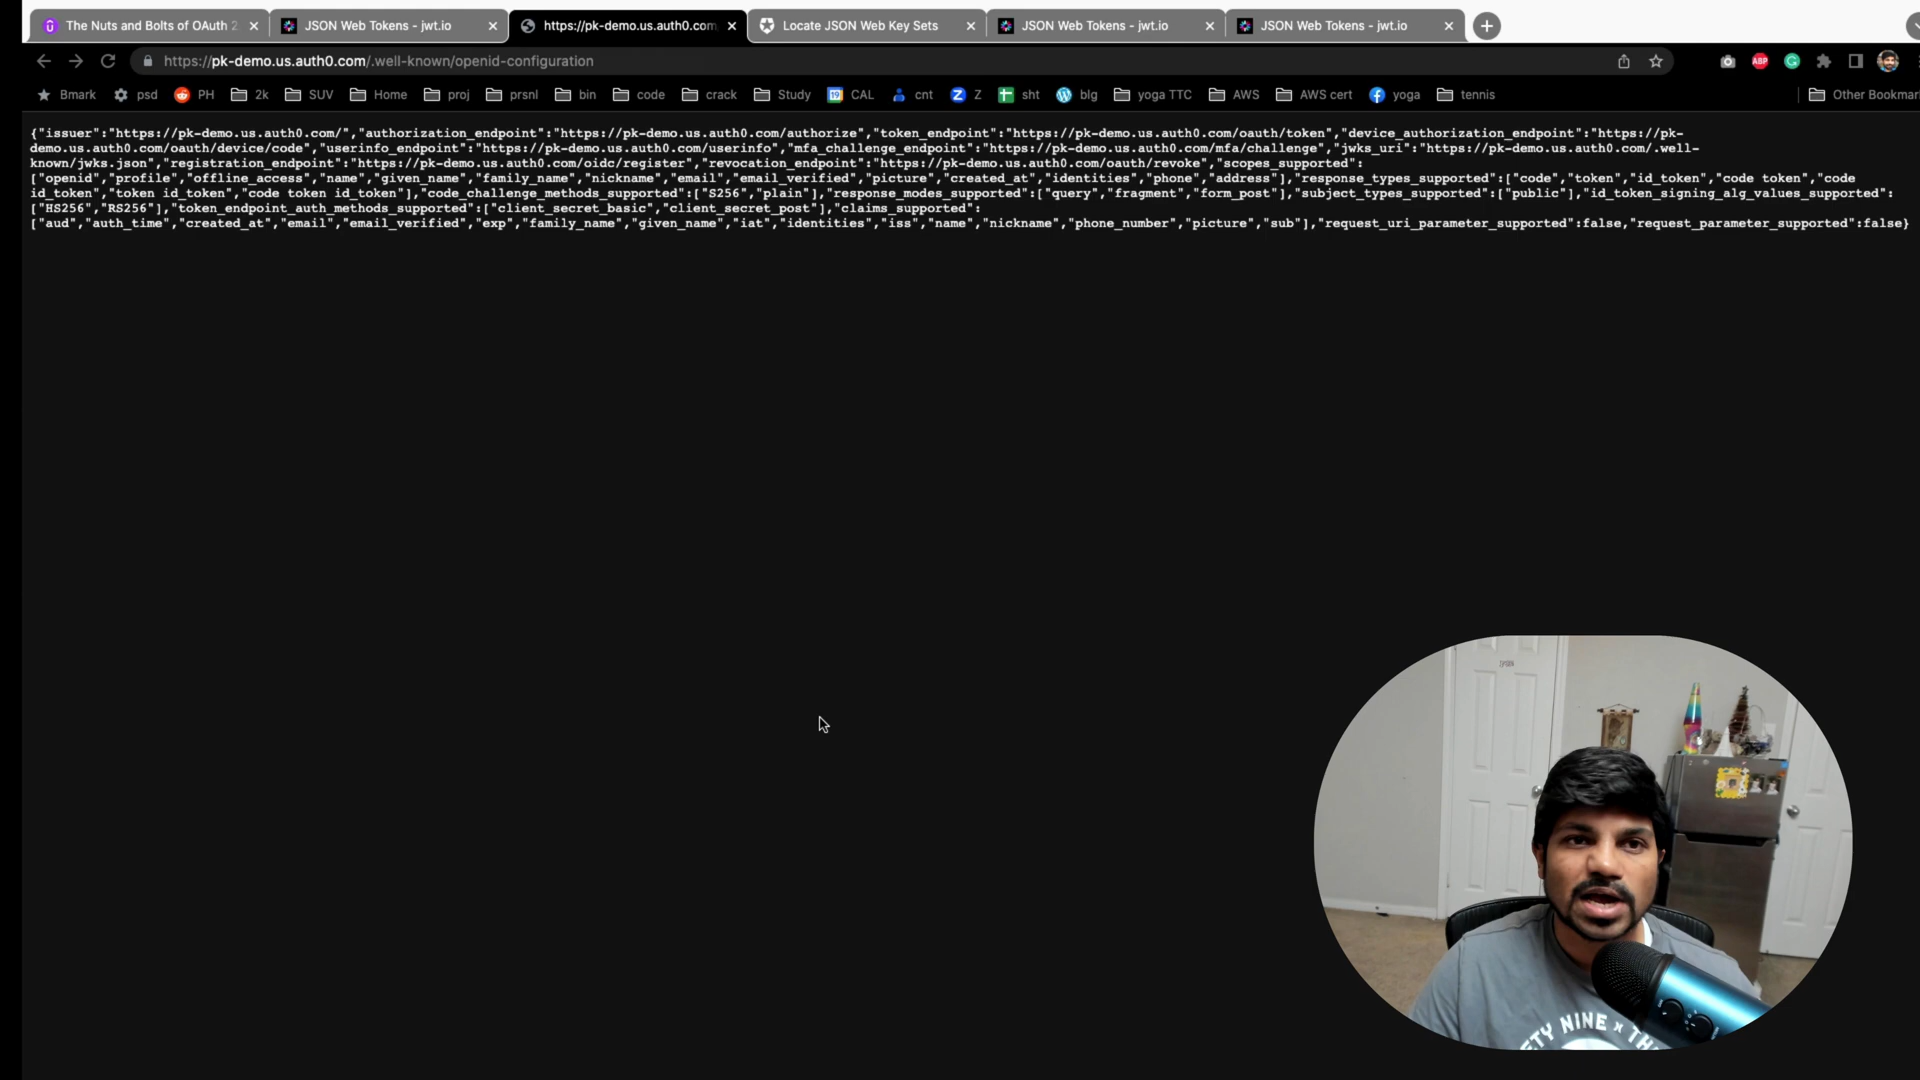 The Nuts and Bolts of OAuth 2
JSON Web Tokens - jwt.io
https://pk-demo.us.auth0.com
Locate JSON Web Key Sets
JSON Web Tokens - jwt.io
JSON Web Tokens - jwt.io
https://pk-demo.us.auth0.com/.well-known/openid-configuration
ABP
Bmark psd PH 2k SUV Home proj prsnl bin code crack Study 19 CAL cnt Z Z sht blg yoga TTC AWS AWS cert yoga tennis Other Bookmar
{"issuer":"https://pk-demo.us.auth0.com/","authorization_endpoint":"https://pk-demo.us.auth0.com/authorize","token_endpoint":"https://pk-demo.us.auth0.com/oauth/token","device_authorization_endpoint":"https://pk-
demo.us.auth0.com/oauth/device/code","userinfo_endpoint":"https://pk-demo.us.auth0.com/userinfo","mfa_challenge_endpoint":"https://pk-demo.us.auth0.com/mfa/challenge","jwks_uri":"https://pk-demo.us.auth0.com/.well-
known/jwks.json","registration_endpoint":"https://pk-demo.us.auth0.com/oidc/register","revocation_endpoint":"https://pk-demo.us.auth0.com/oauth/revoke","scopes_supported":
["openid","profile","offline_access","name","given_name","family_name","nickname","email","email_verified","picture","created_at","identities","phone","address"],"response_types_supported":["code","token","id_token","code token","code
id_token","token id_token","code token id_token"],"code_challenge_methods_supported":["S256","plain"],"response_modes_supported":["query","fragment","form_post"],"subject_types_supported":["public"],"id_token_signing_alg_values_supported":
["HS256","RS256"],"token_endpoint_auth_methods_supported":["client_secret_basic","client_secret_post"],"claims_supported":
["aud","auth_time","created_at","email","email_verified","exp","family_name","given_name","iat","identities","iss","name","nickname","phone_number","picture","sub"],"request_uri_parameter_supported":false,"request_parameter_supported":false}
NINE x